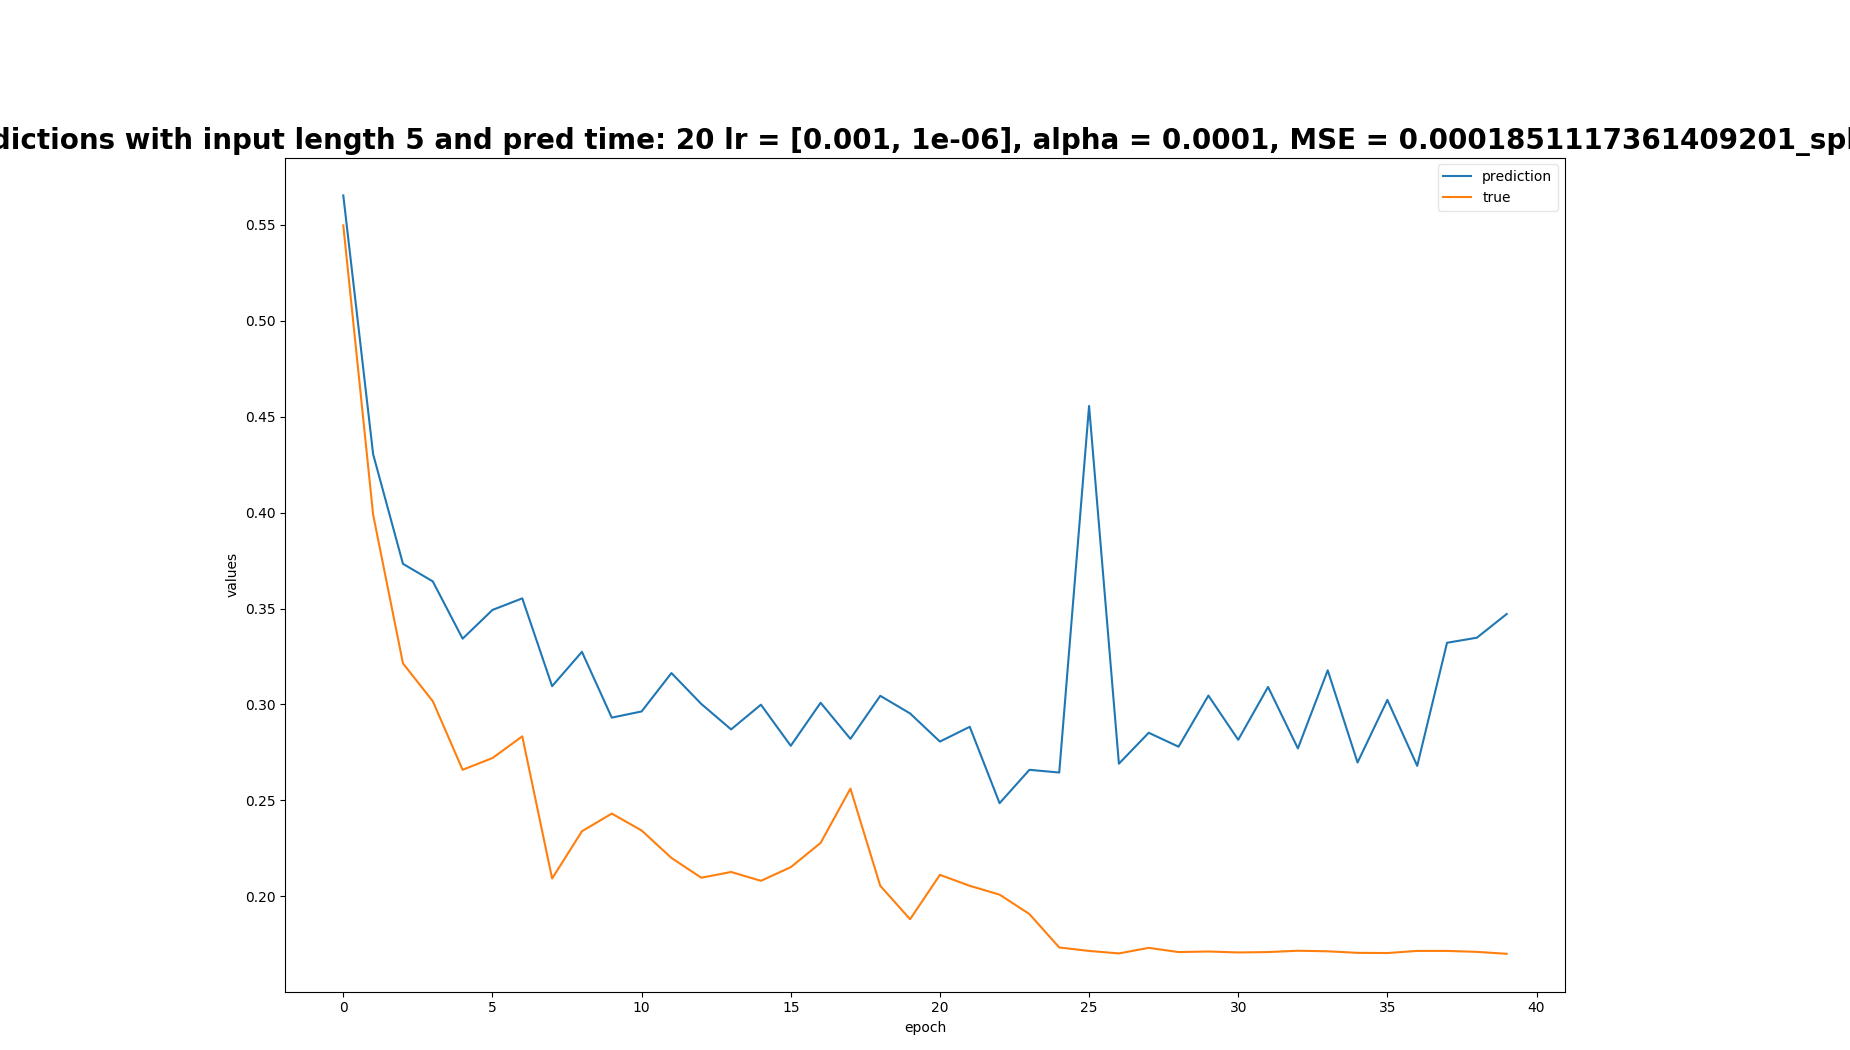 dictions with input length 5 and pred time: 20 lr = [0.001, 1e-06], alpha = 0.0001, MSE = 0.0001851117361409201_spl
prediction
true
0.55
0.50
0.45
0.40
0.35
0.30
0.25
0.20
values
0 5 10 15 20 25 30 35 40
epoch